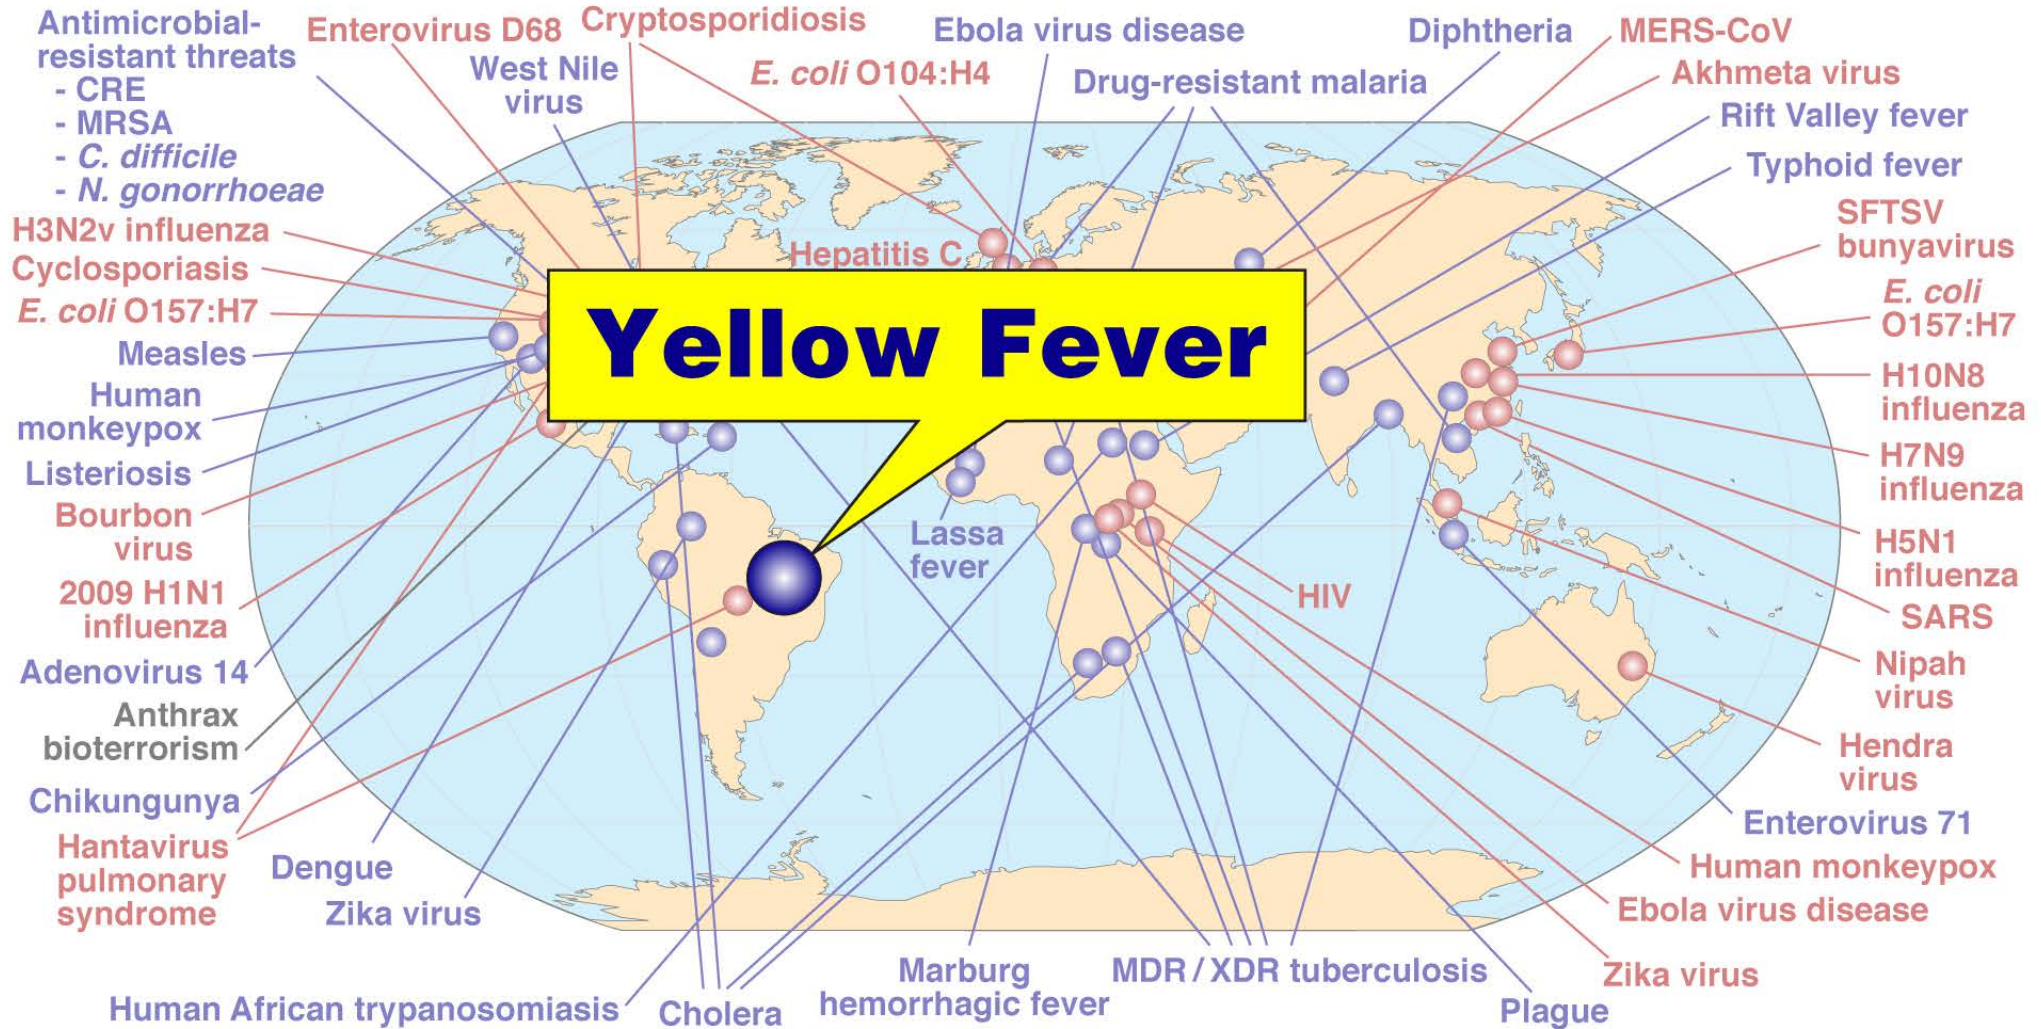 Antimicrobial-
resistant threats
- CRE
- MRSA
- C. difficile
- N. gonorrhoeae
Enterovirus D68
Cryptosporidiosis
West Nile
virus
Ebola virus disease
E. coli O104:H4
Drug-resistant malaria
Diphtheria
MERS-CoV
Akhmeta virus
Rift Valley fever
Typhoid fever
SFTSV
bunyavirus
E. coli
O157:H7
H3N2v influenza
Cyclosporiasis
E. coli O157:H7
Measles
Human
monkeypox
Listeriosis
Bourbon
virus
2009 H1N1
influenza
Adenovirus 14
Anthrax
bioterrorism
Chikungunya
Hantavirus
pulmonary
syndrome
Dengue
Zika virus
Human African trypanosomiasis
Cholera
Hepatitis C
Yellow Fever
Lassa
fever
HIV
Marburg
hemorrhagic fever
MDR / XDR tuberculosis
Plague
H10N8
influenza
H7N9
influenza
H5N1
influenza
SARS
Nipah
virus
Hendra
virus
Enterovirus 71
Human monkeypox
Ebola virus disease
Zika virus